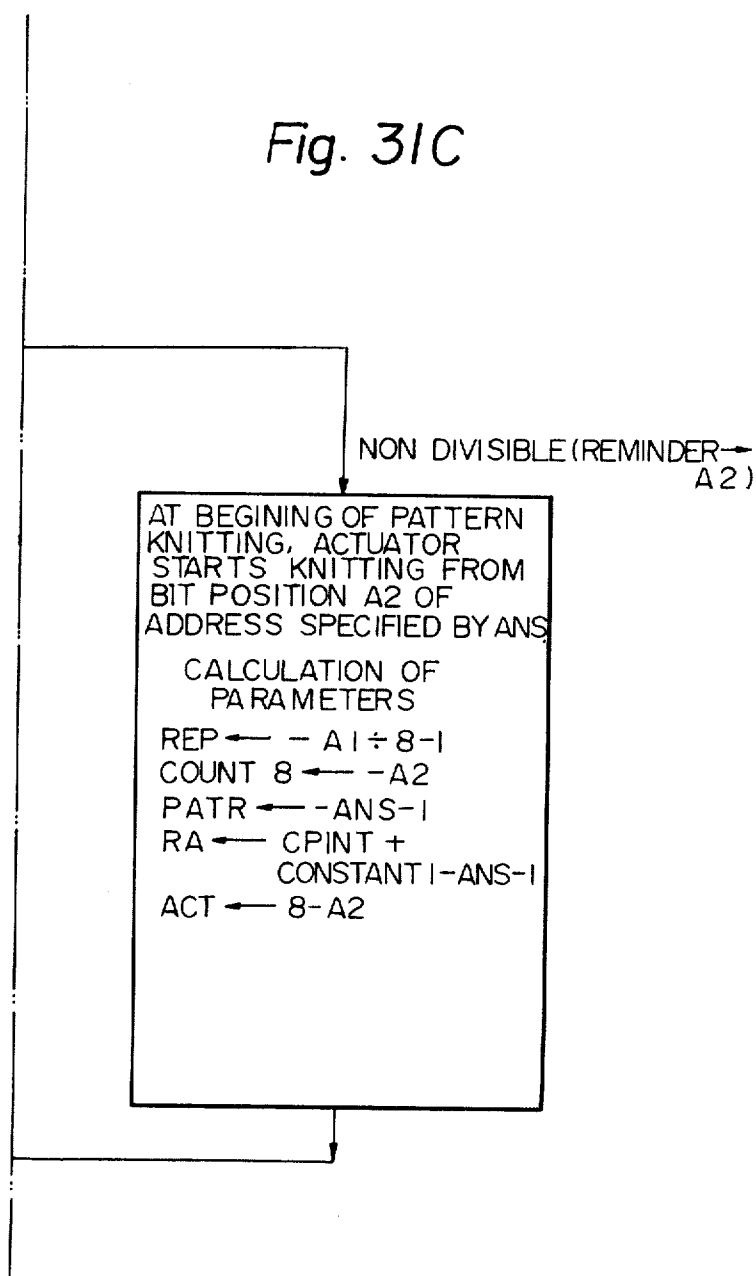 Fig. 31C
NON DIVISIBLE (REMINDER→
A2)
AT BEGINING OF PATTERN
KNITTING, ACTUATOR
STARTS KNITTING FROM
BIT POSITION A2 OF
ADDRESS SPECIFIED BY ANS
CALCULATION OF
PARAMETERS
REP ← - A1 ÷ 8-1
COUNT 8 ← -A2
PATR ← -ANS-1
RA ← CPINT +
CONSTANT 1-ANS-1
ACT ← 8-A2